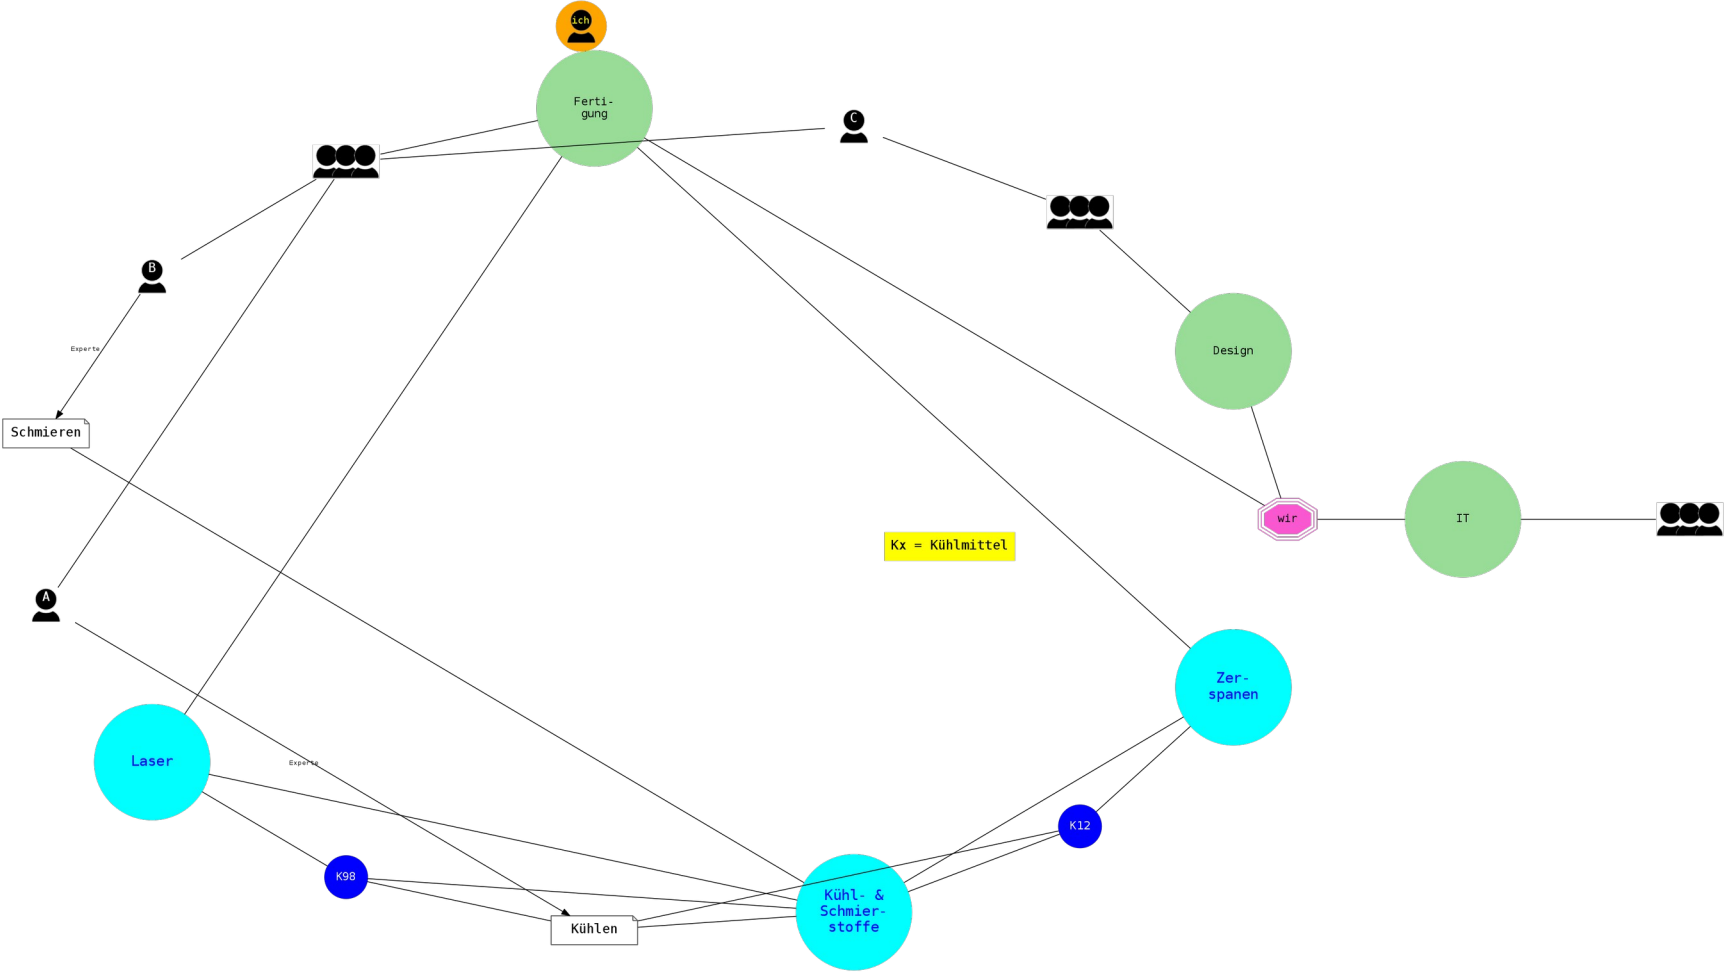 ich
Ferti-
gung
C
B
Experte
Design
Schmieren
wir
IT
Kx = Kühlmittel
A
Zer-
spanen
Laser
Experte
K12
K98
Kühl- &
Schmier-
stoffe
Kühlen